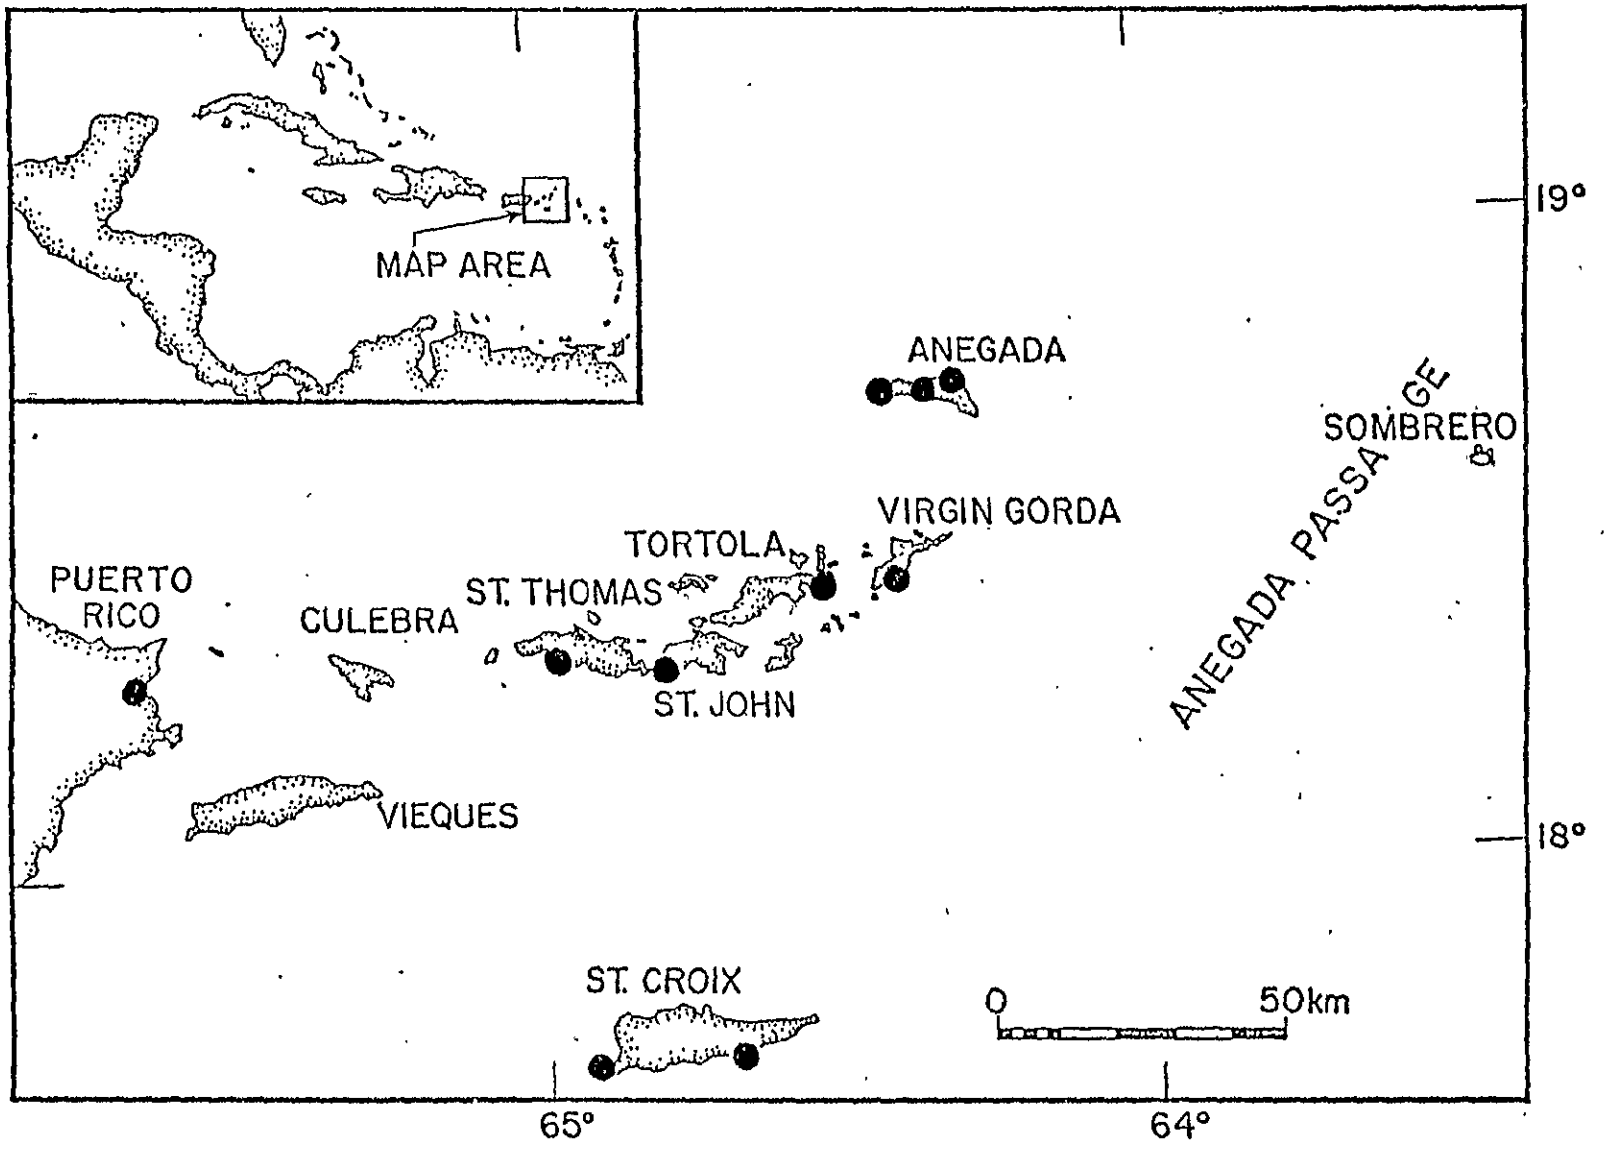 19°
MAP AREA
ANEGADA
SOMBRERO
ANEGADA PASSAGE
VIRGIN GORDA
TORTOLA
PUERTO
RICO
ST. THOMAS
CULEBRA
ST. JOHN
VIEQUES
18°
ST. CROIX
0 50km
65° 64°